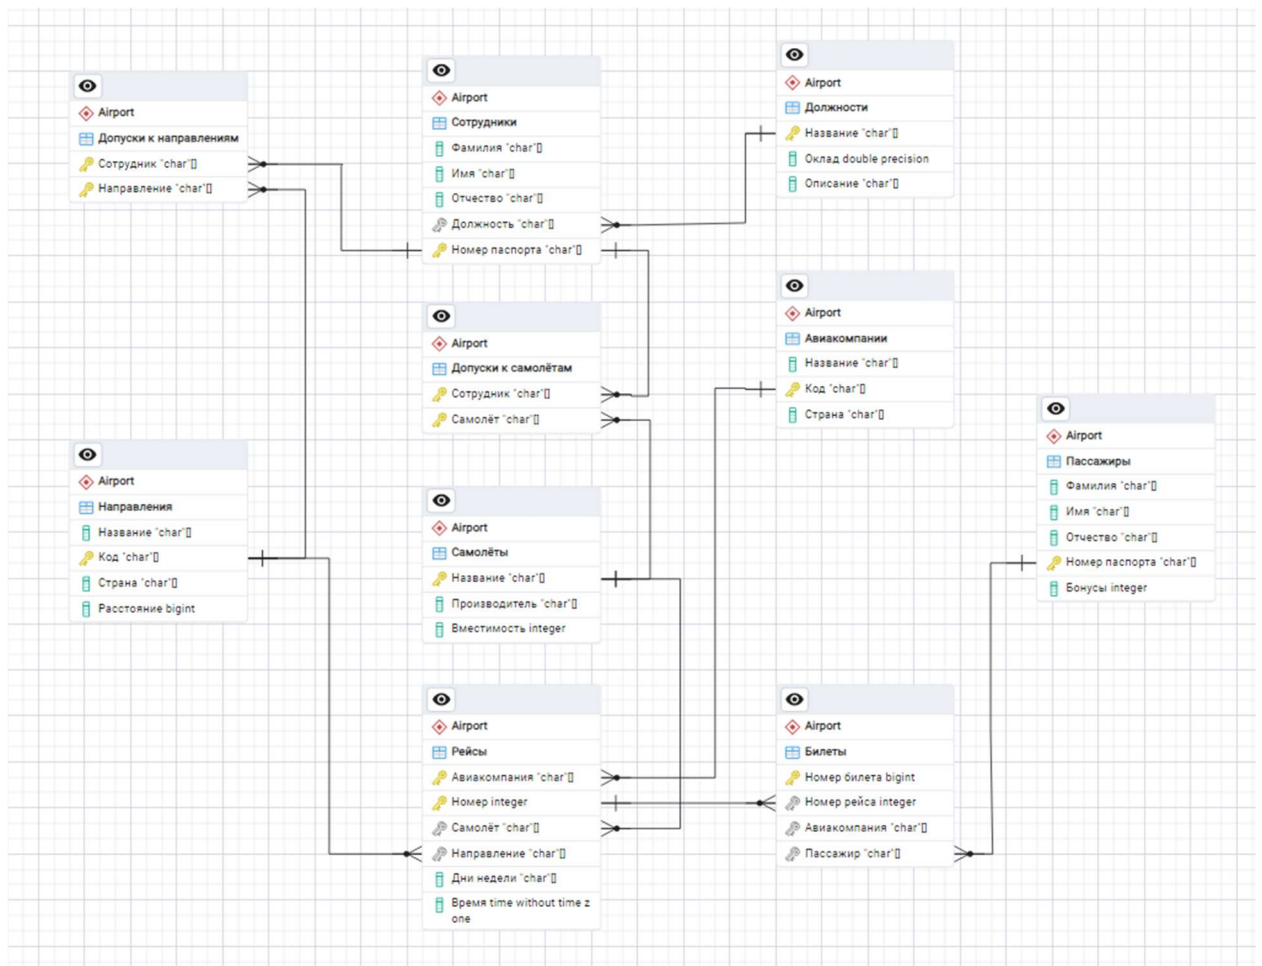 Airport
Допуски к направлениям
Сотрудник "char"[]
Направление "char"[]
Airport
Сотрудники
Фамилия "char"[]
Имя "char"[]
Отчество "char"[]
Должность "char"[]
Номер паспорта "char"[]
Airport
Должности
Название "char"[]
Оклад double precision
Описание "char"[]
Airport
Допуски к самолётам
Сотрудник "char"[]
Самолёт "char"[]
Airport
Авиакомпании
Название "char"[]
Код "char"[]
Страна "char"[]
Airport
Пассажиры
Фамилия "char"[]
Имя "char"[]
Отчество "char"[]
Номер паспорта "char"[]
Бонусы integer
Airport
Направления
Название "char"[]
Код "char"[]
Страна "char"[]
Расстояние bigint
Airport
Самолёты
Название "char"[]
Производитель "char"[]
Вместимость integer
Airport
Рейсы
Авиакомпания "char"[]
Номер integer
Самолёт "char"[]
Направление "char"[]
Дни недели "char"[]
Время time without time z
one
Airport
Билеты
Номер билета bigint
Номер рейса integer
Авиакомпания "char"[]
Пассажир "char"[]